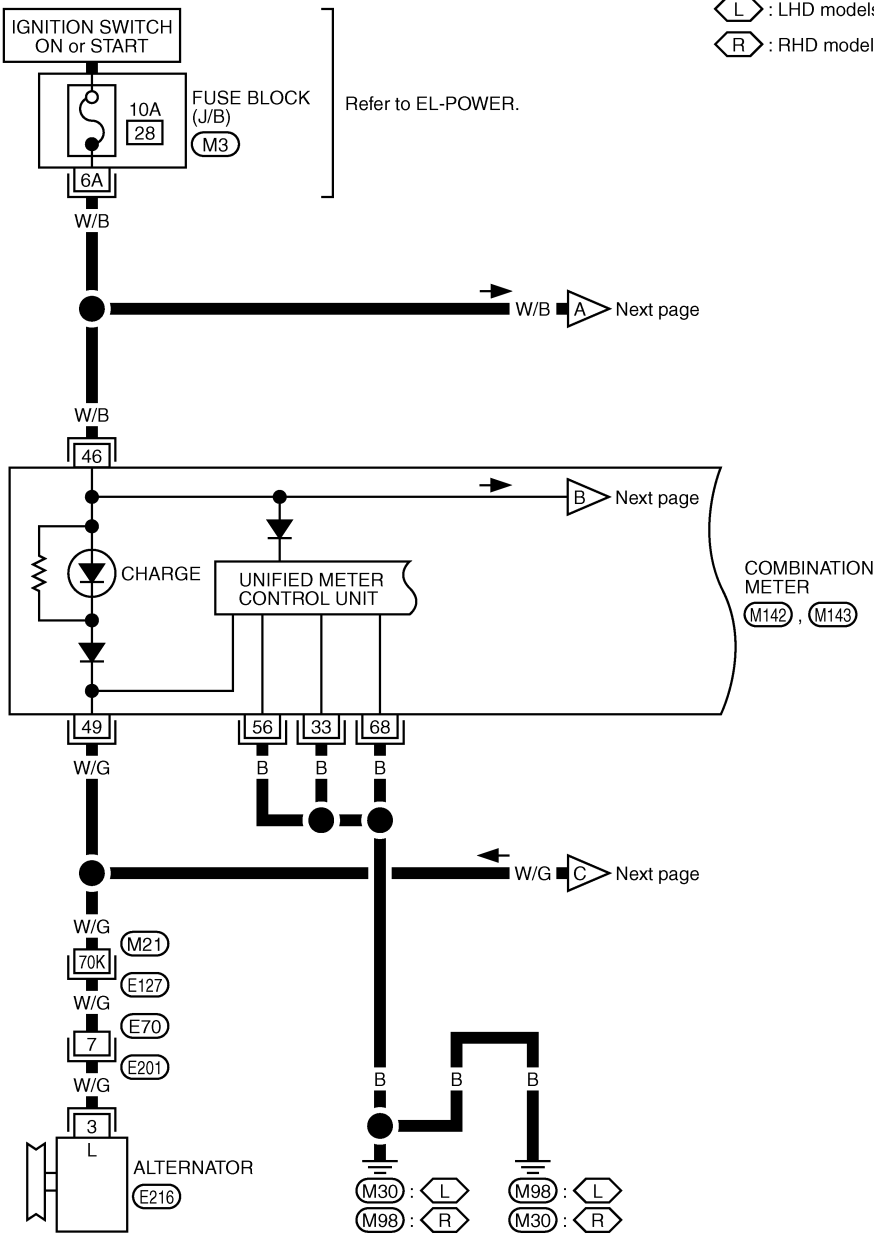 IGNITION SWITCH
ON or START
L : LHD models
R : RHD model
10A
28
FUSE BLOCK
(J/B)
M3
Refer to EL-POWER.
6A
W/B
W/B
A
Next page
W/B
46
B
Next page
CHARGE
UNIFIED METER
CONTROL UNIT
COMBINATION
METER
M142 , M143
49
56
33
68
W/G
B
B
B
W/G
C
Next page
W/G
M21
70K
E127
W/G
E70
7
E201
W/G
B
B
B
3
L
ALTERNATOR
E216
M30 : L
M98 : R
M98 : L
M30 : R